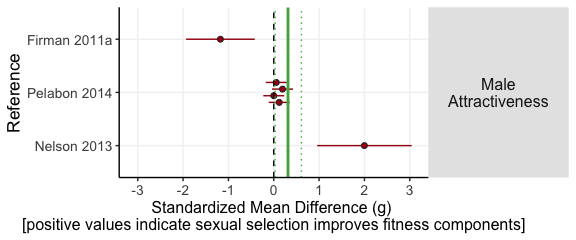 Firman 2011a
Pelabon 2014
Nelson 2013
Reference
Male
Attractiveness
-3 -2 -1 0 1 2 3
Standardized Mean Difference (g)
[positive values indicate sexual selection improves fitness components]